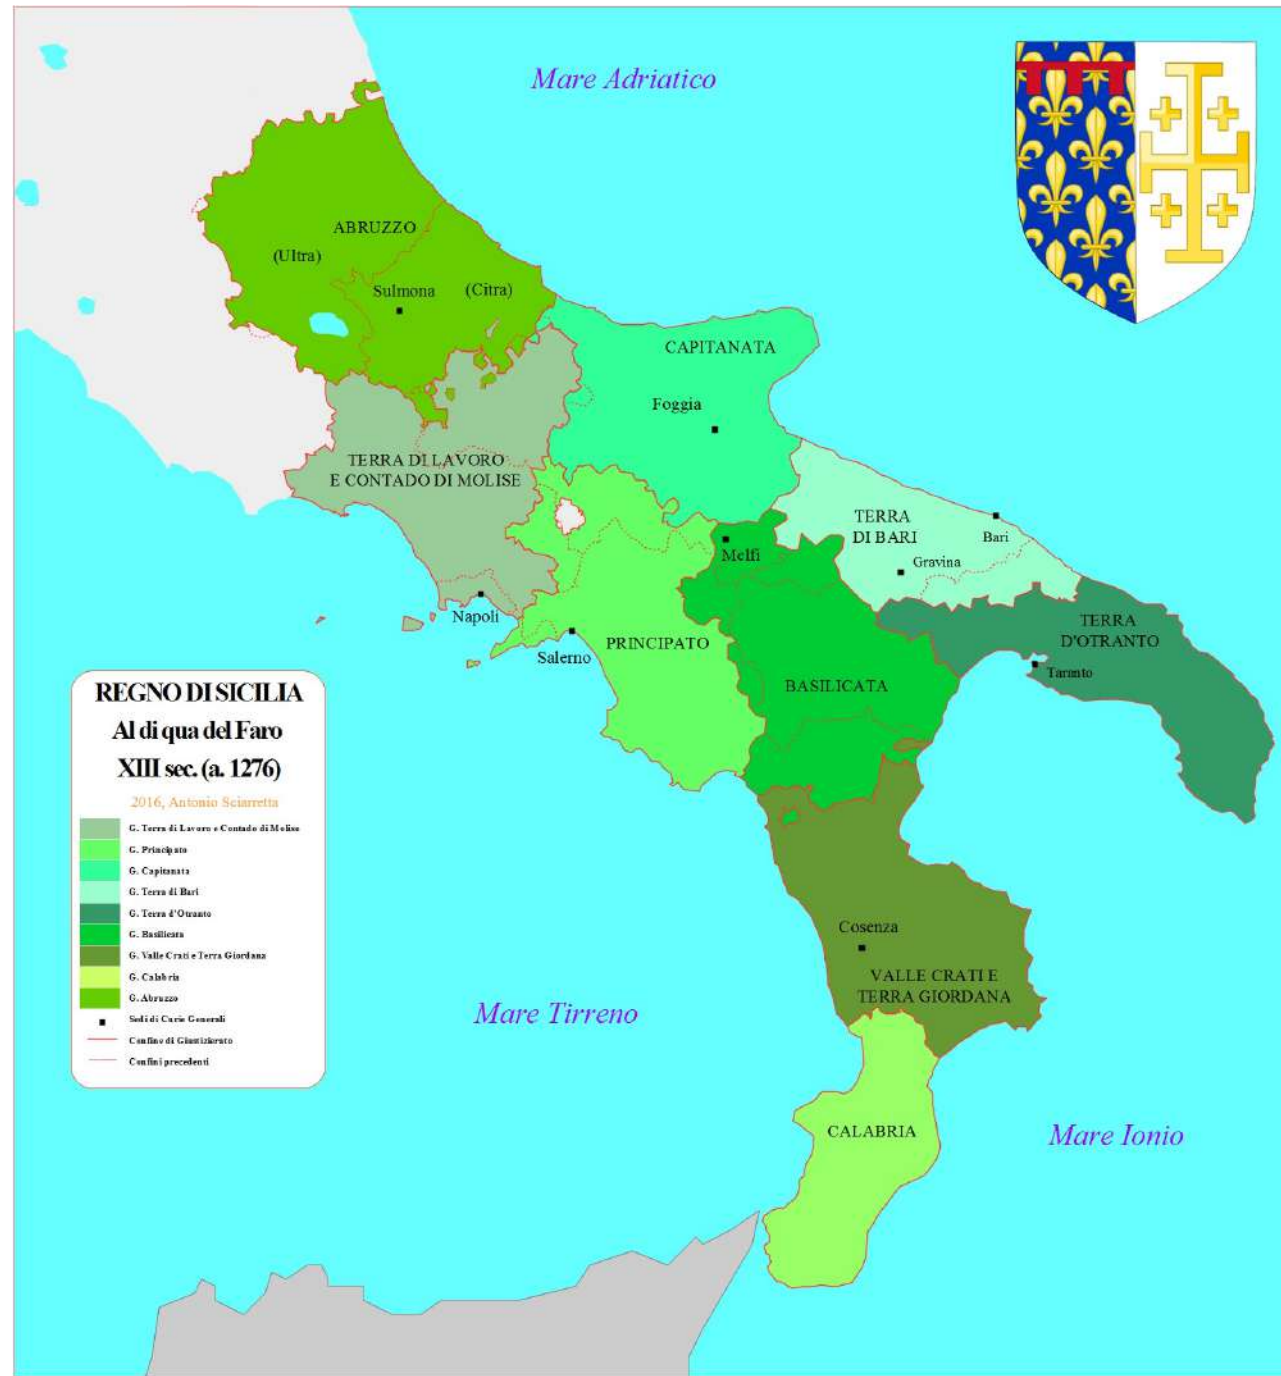 Mare Adriatico
ABRUZZO
(Ultra)
Sulmona
(Citra)
CAPITANATA
Foggia
TERRA DI LAVORO
E CONTADO DI MOLISE
TERRA
DI BARI
Bari
Melfi
Gravina
Napoli
Salerno
PRINCIPATO
TERRA
D'OTRANTO
Taranto
BASILICATA
REGNO DI SICILIA
Al di qua del Faro
XIII sec. (a. 1276)
2016, Antonio Sciarretta
G. Terra di Lavoro e Contado di Molise
G. Principato
G. Capitanata
G. Terra di Bari
G. Terra d'Otranto
G. Basilicata
G. Valle Crati e Terra Giordana
G. Calabria
G. Abruzzo
Sedi di Curie Generali
Confine di Giustizierato
Confini precedenti
Cosenza
VALLE CRATI E
TERRA GIORDANA
Mare Tirreno
CALABRIA
Mare Ionio